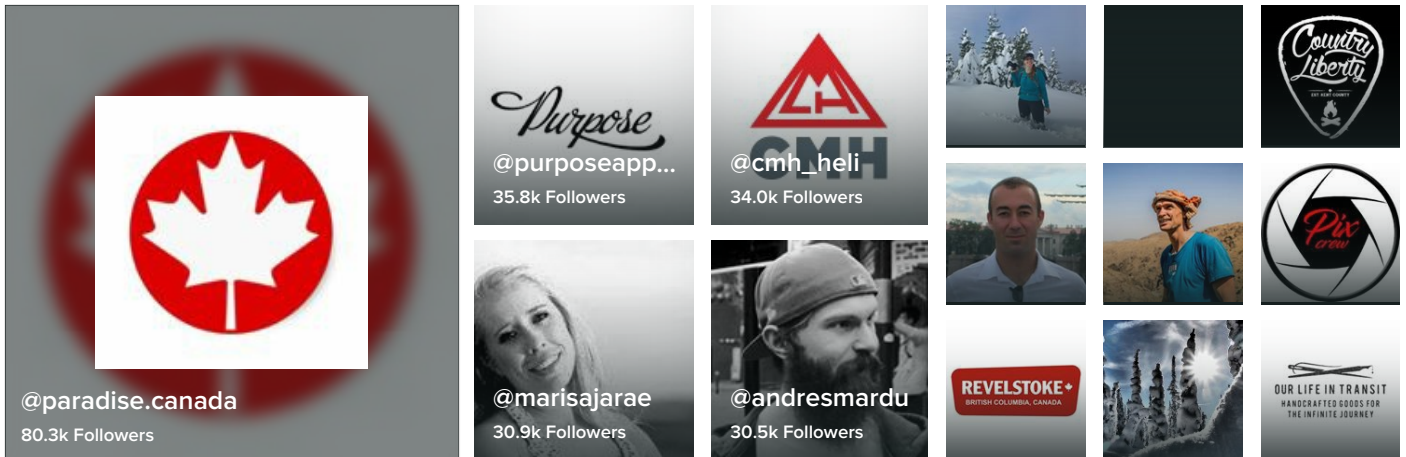 @paradise.canada
80.3k Followers
Purpose
@purposeapp...
35.8k Followers
CMH
@cmh_heli
34.0k Followers
@marisajarae
30.9k Followers
@andresmardu
30.5k Followers
Country
Liberty
Pix
crew
REVELSTOKE
BRITISH COLUMBIA, CANADA
OUR LIFE IN TRANSIT
HANDCRAFTED GOODS FOR
THE INFINITE JOURNEY